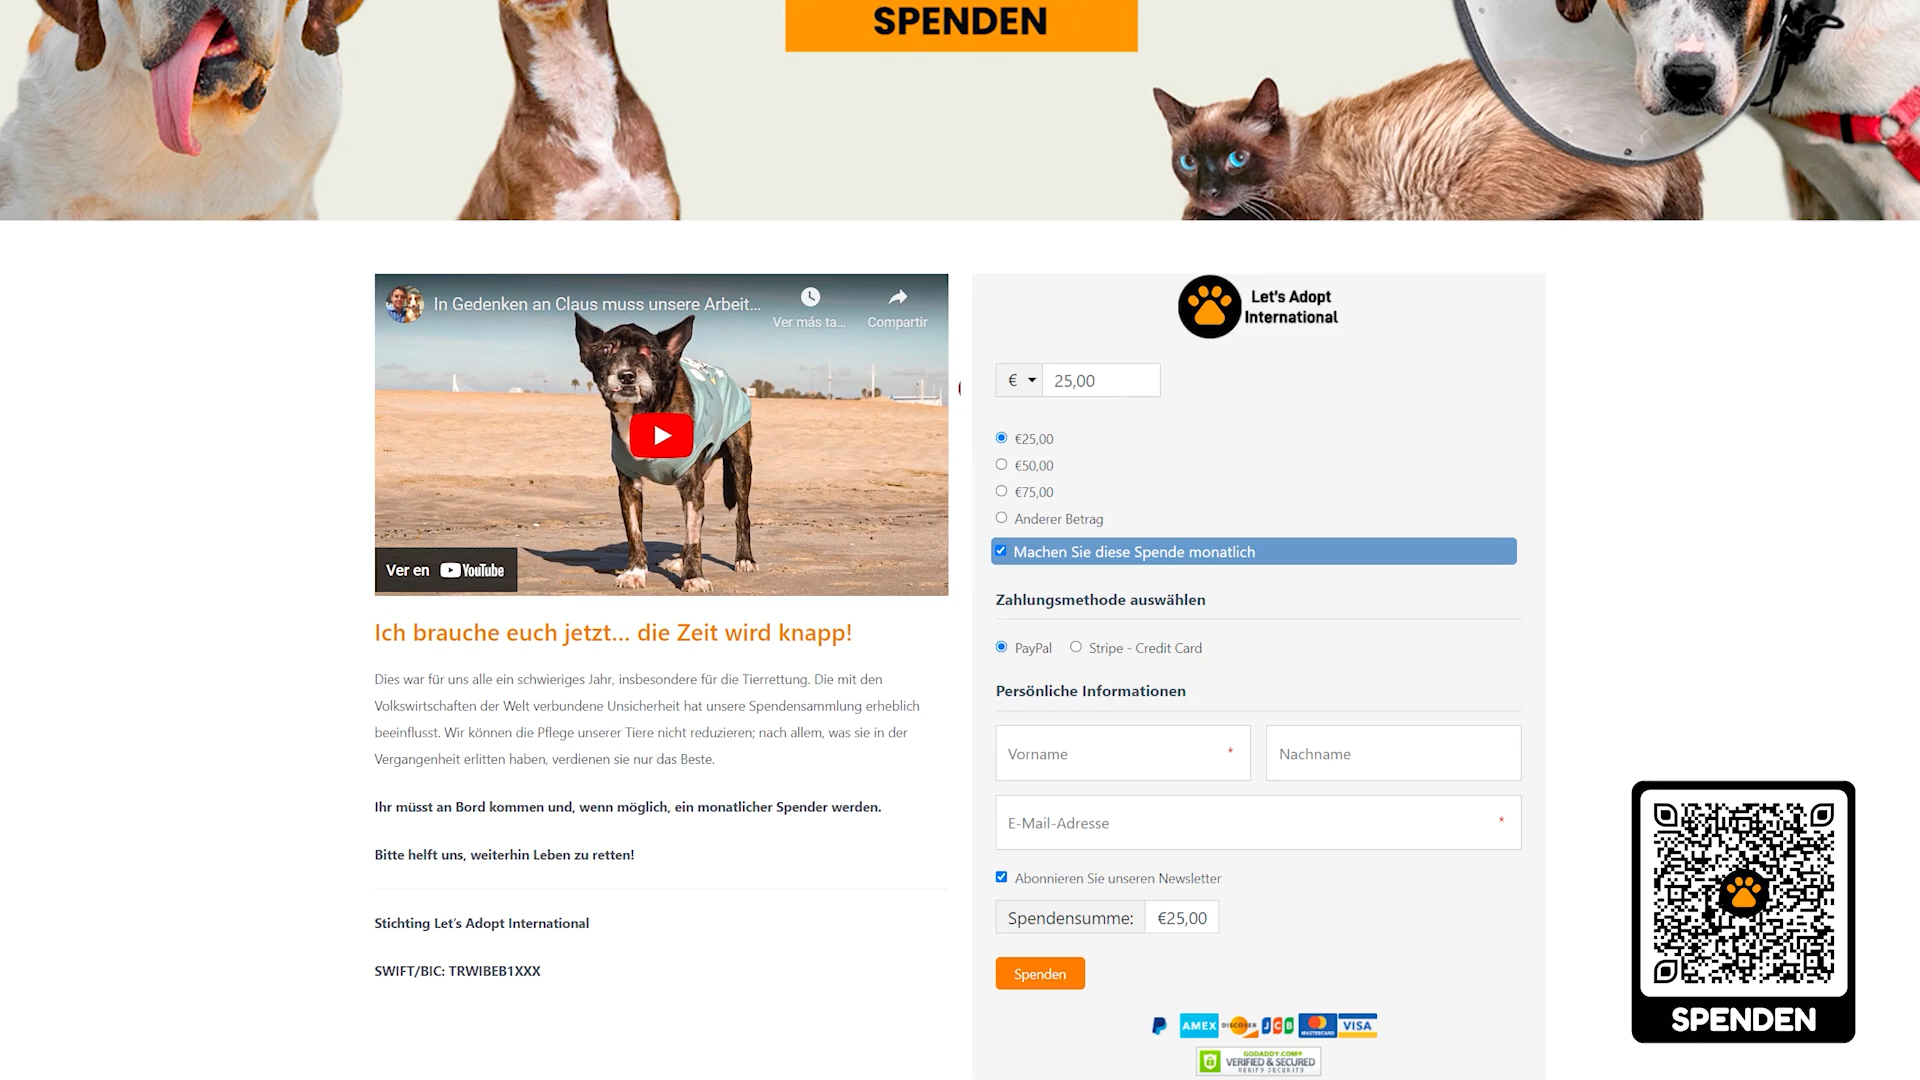 SPENDEN
In Gedenken an Claus muss unsere Arbeit...
Ver más ta...
Compartir
Ver en YouTube
Ich brauche euch jetzt... die Zeit wird knapp!
Dies war für uns alle ein schwieriges Jahr, insbesondere für die Tierrettung. Die mit den
Volkswirtschaften der Welt verbundene Unsicherheit hat unsere Spendensammlung erheblich
beeinflusst. Wir können die Pflege unserer Tiere nicht reduzieren; nach allem, was sie in der
Vergangenheit erlitten haben, verdienen sie nur das Beste.
Ihr müsst an Bord kommen und, wenn möglich, ein monatlicher Spender werden.
Bitte helft uns, weiterhin Leben zu retten!
Stichting Let's Adopt International
SWIFT/BIC: TRWIBEB1XXX
Let's Adopt
International
€ 25,00
€25,00
€50,00
€75,00
Anderer Betrag
Machen Sie diese Spende monatlich
Zahlungsmethode auswählen
PayPal Stripe - Credit Card
Persönliche Informationen
Vorname * Nachname
E-Mail-Adresse *
Abonnieren Sie unseren Newsletter
Spendensumme: €25,00
Spenden
AMEX DISCOVER JCB MASTERCARD VISA
GODADDY.COM®
VERIFIED & SECURED
VERIFY SECURITY
SPENDEN